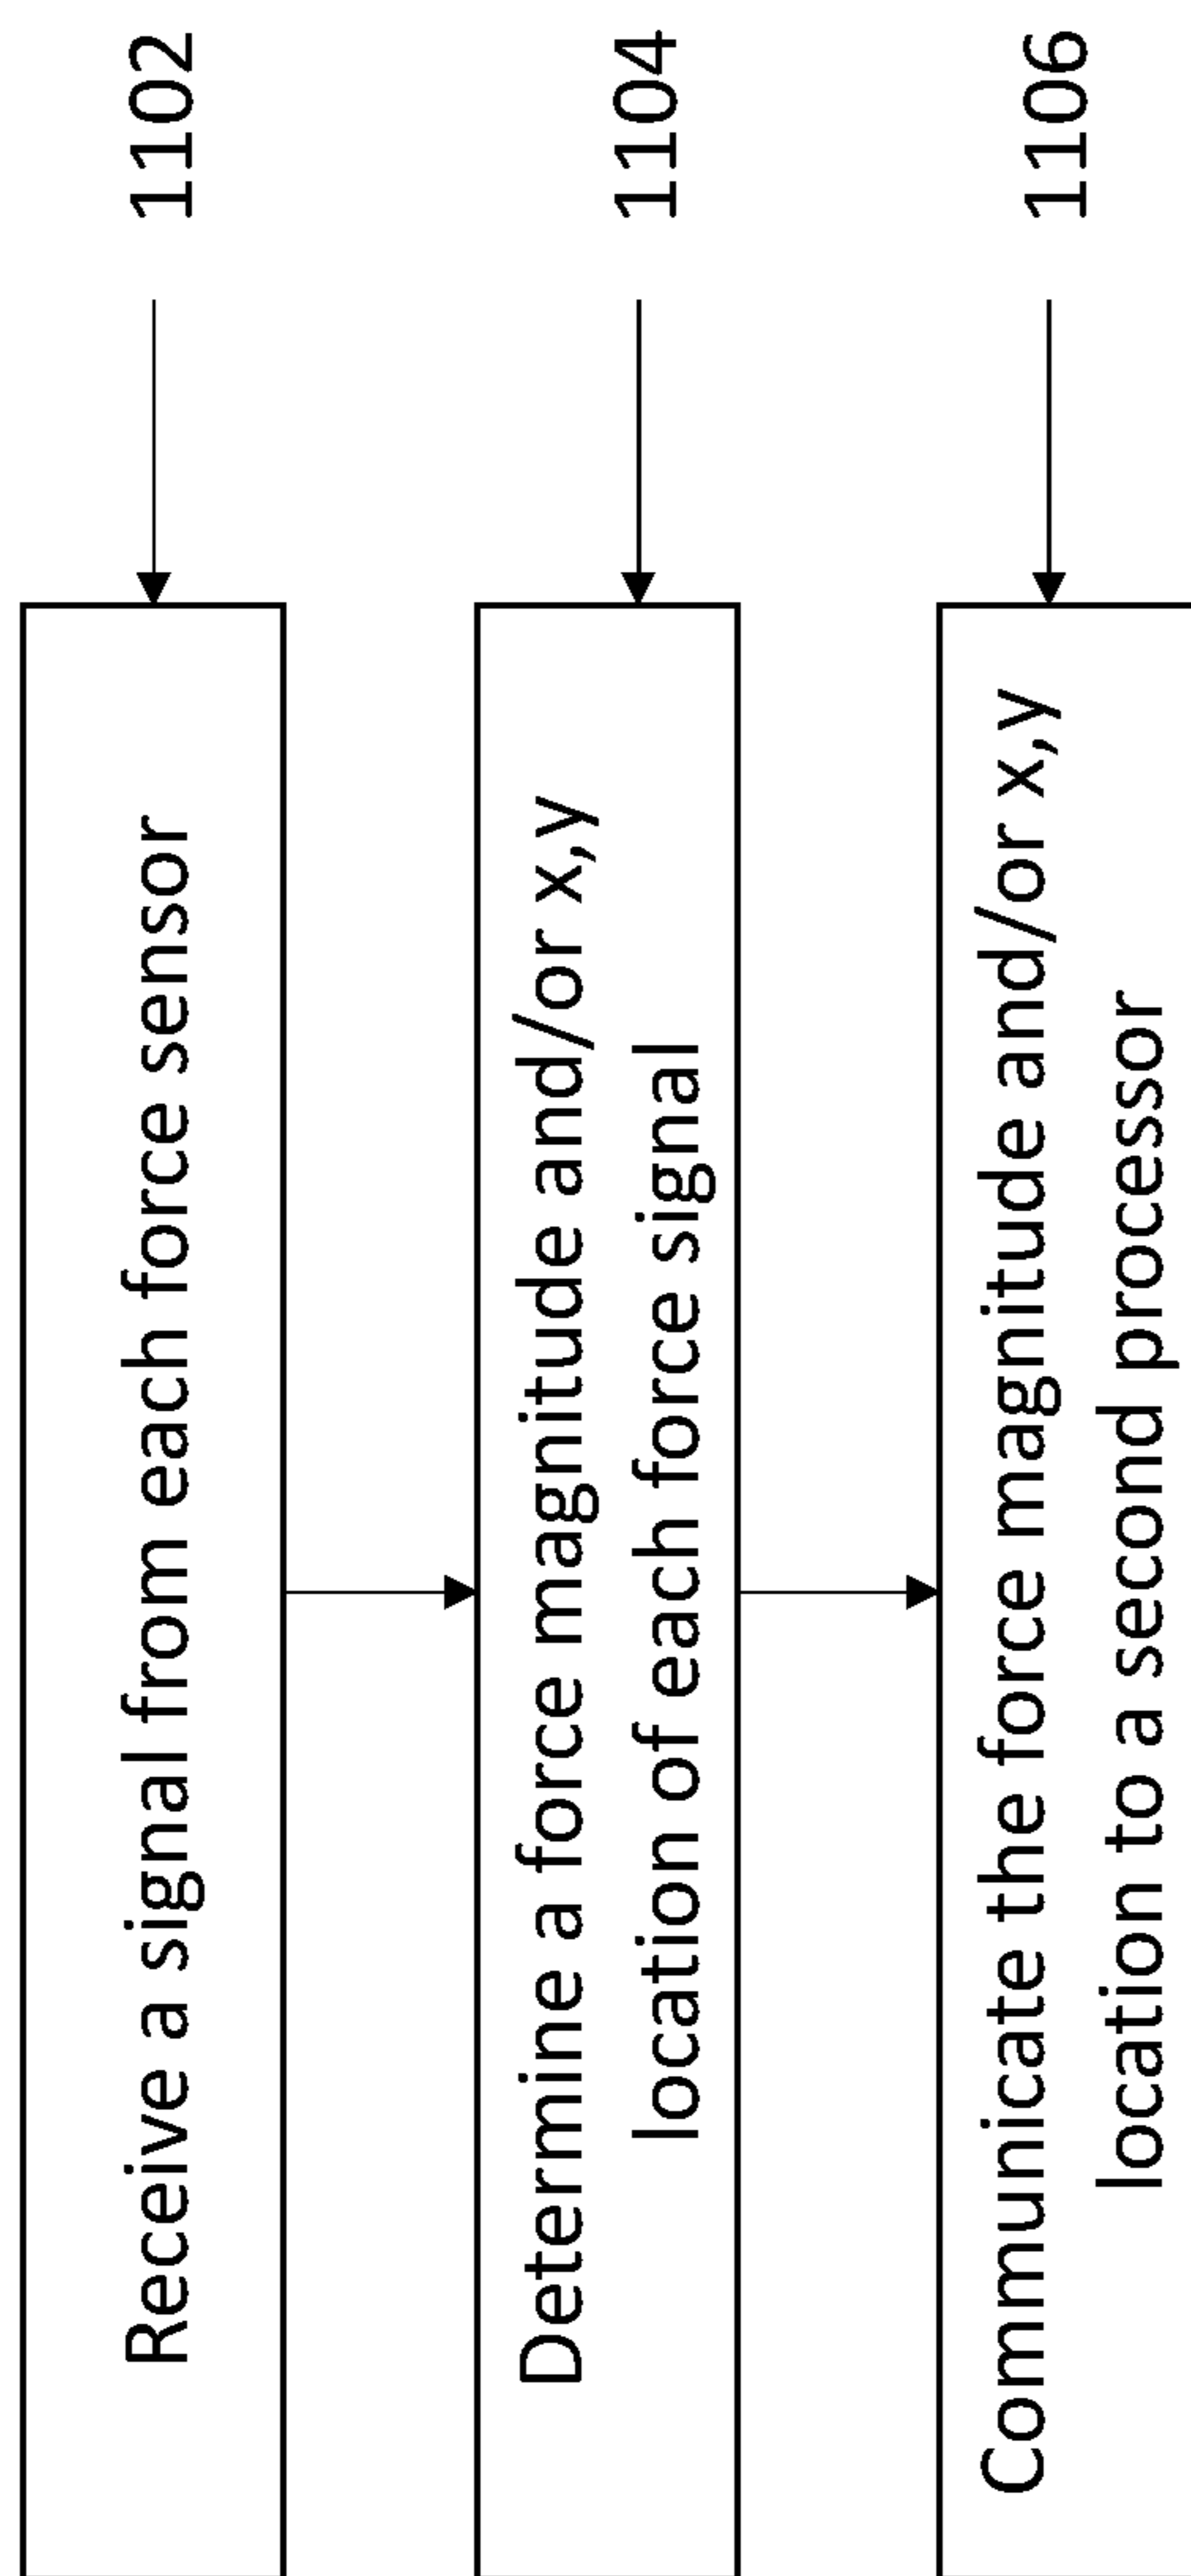 Receive a signal from each force sensor
1102
Determine a force magnitude and/or x,y
location of each force signal
1104
Communicate the force magnitude and/or x,y
location to a second processor
1106